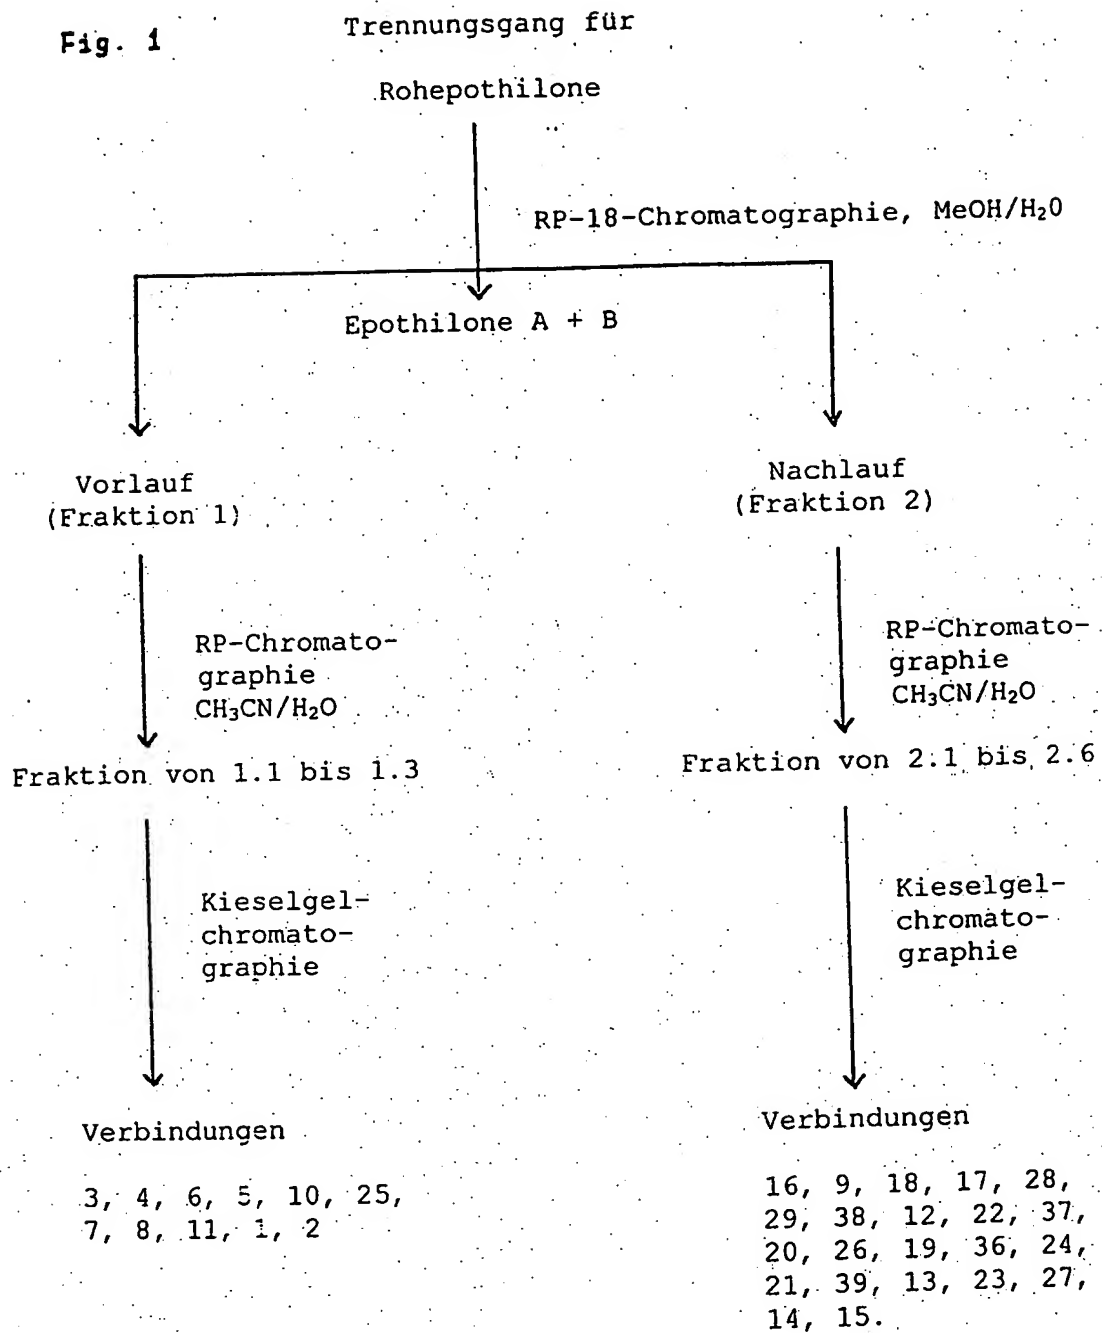 Fig. 1
Trennungsgang für
Rohepothilone
RP-18-Chromatographie, MeOH/H₂O
Epothilone A + B
Vorlauf
(Fraktion 1)
RP-Chromato-
graphie
CH₃CN/H₂O
Fraktion von 1.1 bis 1.3
Kieselgel-
chromato-
graphie
Verbindungen
3, 4, 6, 5, 10, 25,
7, 8, 11, 1, 2
Nachlauf
(Fraktion 2)
RP-Chromato-
graphie
CH₃CN/H₂O
Fraktion von 2.1 bis 2.6
Kieselgel-
chromato-
graphie
Verbindungen
16, 9, 18, 17, 28,
29, 38, 12, 22, 37,
20, 26, 19, 36, 24,
21, 39, 13, 23, 27,
14, 15.